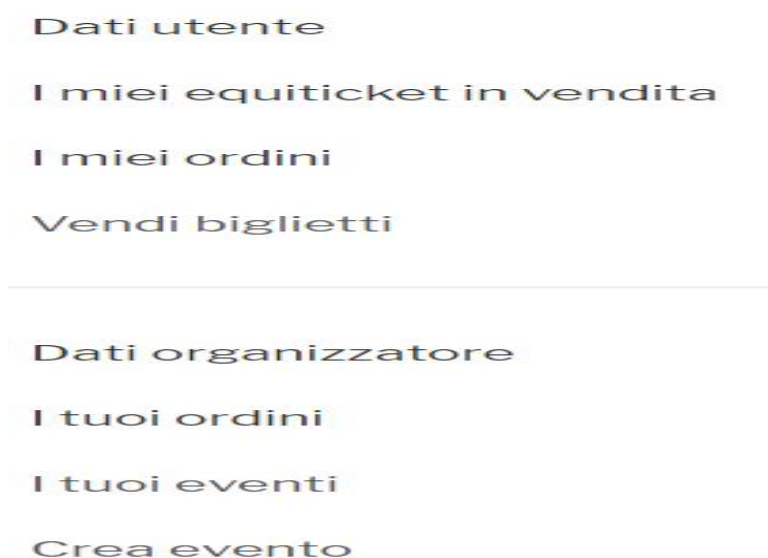 Dati utente
I miei equiticket in vendita
I miei ordini
Vendi biglietti
Dati organizzatore
I tuoi ordini
I tuoi eventi
Crea evento